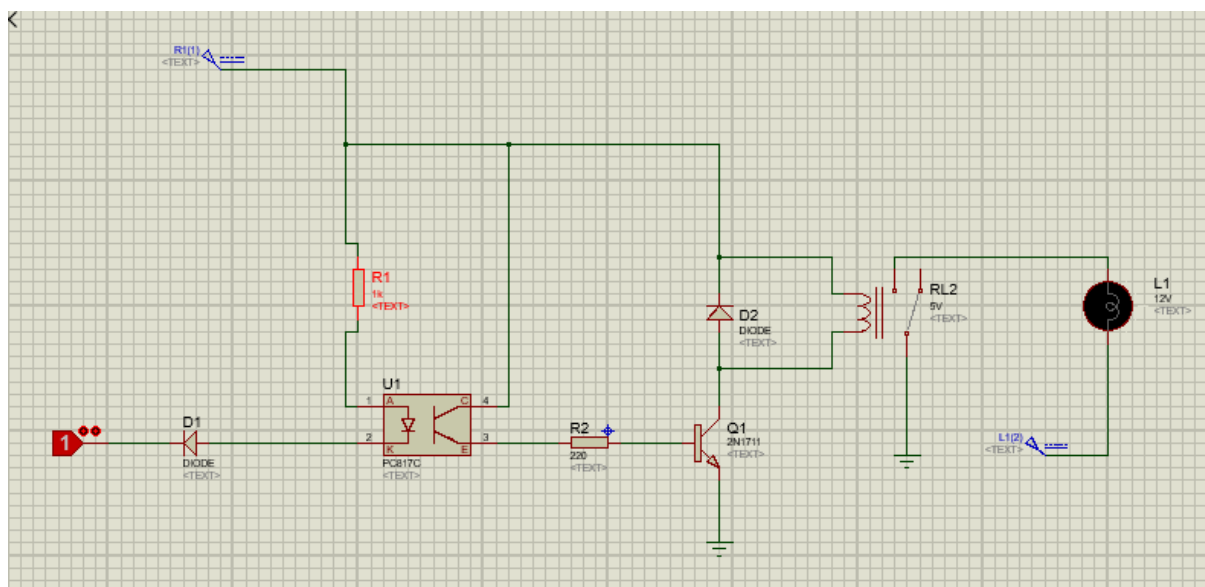 R1(1)
<TEXT>
R1
1k
<TEXT>
D2
DIODE
<TEXT>
RL2
5V
<TEXT>
L1
12V
<TEXT>
U1
1
A
C
4
2
K
E
3
PC817C
<TEXT>
1
D1
DIODE
<TEXT>
R2
220
<TEXT>
Q1
2N1711
<TEXT>
L1(2)
<TEXT>